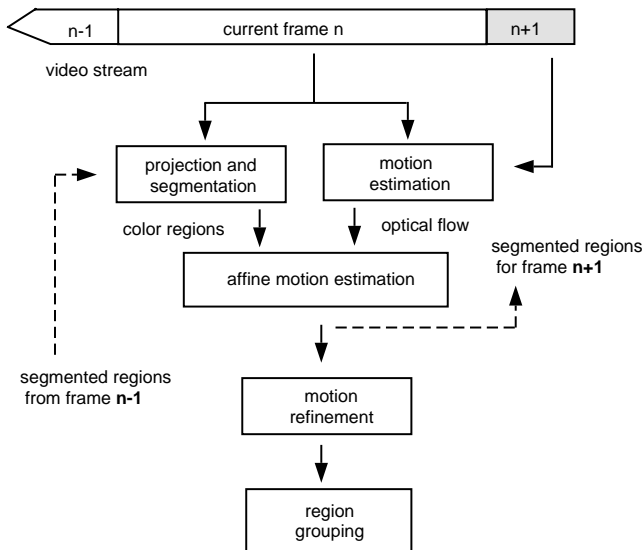 n-1
current frame n
n+1
video stream
projection and
segmentation
motion
estimation
color regions
optical flow
segmented regions
for frame n+1
affine motion estimation
segmented regions
from frame n-1
motion
refinement
region
grouping